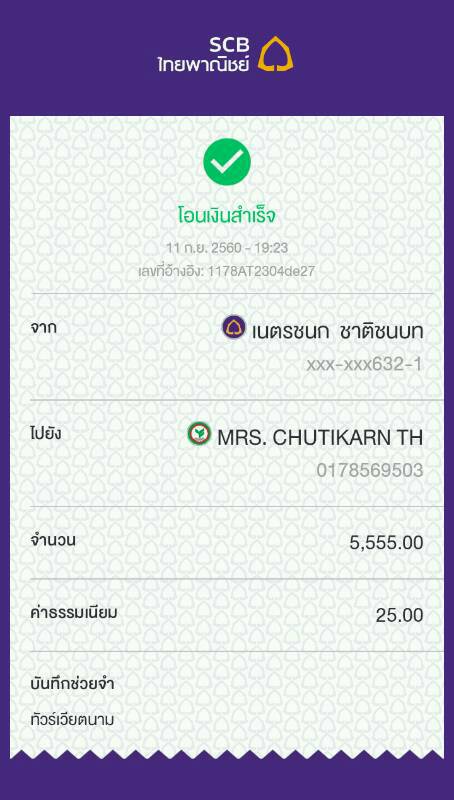 SCB
ไทยพาณิชย์
โอนเงินสำเร็จ
11 ก.ย. 2560 - 19:23
เลขที่อ้างอิง: 1178AT2304de27
จาก
เนตรชนก ชาติชนบท
xxx-xxx632-1
ไปยัง
MRS. CHUTIKARN TH
0178569503
จำนวน
5,555.00
ค่าธรรมเนียม
25.00
บันทึกช่วยจำ
ทัวร์เวียตนาม